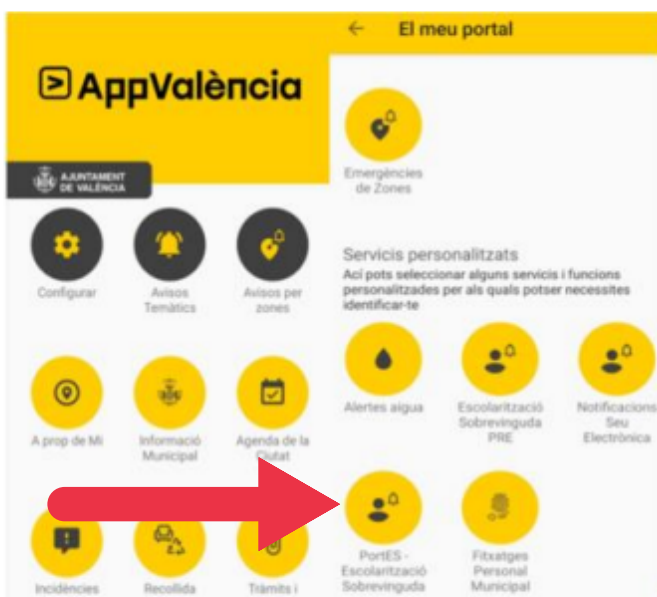 AppValència
AJUNTAMENT
DE VALÈNCIA
Configurar
Avisos
Temàtics
Avisos per
zones
A prop de Mi
Informació
Municipal
Agenda de la
Ciutat
Incidències
Recollida
Tràmits i
El meu portal
Emergències
de Zones
Servicis personalitzats
Ací pots seleccionar alguns servicis i funcions
personalitzades per als quals potser necessites
identificar-te
Alertes aigua
Escolarització
Sobrevinguda
PRE
Notificacions
Seu
Electrònica
PortES -
Escolarització
Sobrevinguda
Fitxatges
Personal
Municipal